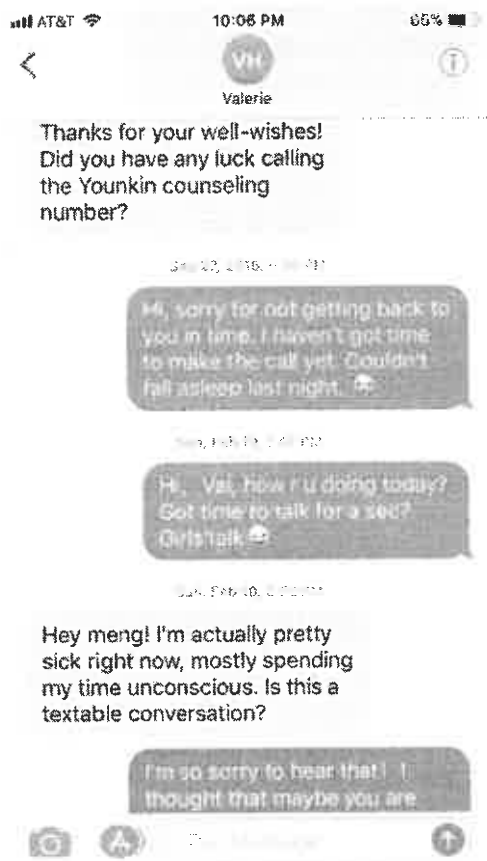 AT&T 10:06 PM 65%
VH
Valerie
Thanks for your well-wishes!
Did you have any luck calling
the Younkin counseling
number?
Hi, sorry for not getting back to
you in time. I haven't got time
to make the call yet. Couldn't
fall asleep last night.
Hi, Val, how r u doing today?
Got time to talk for a sec?
Girlstalk
Hey meng! I'm actually pretty
sick right now, mostly spending
my time unconscious. Is this a
textable conversation?
I'm so sorry to hear that! I
thought that maybe you are